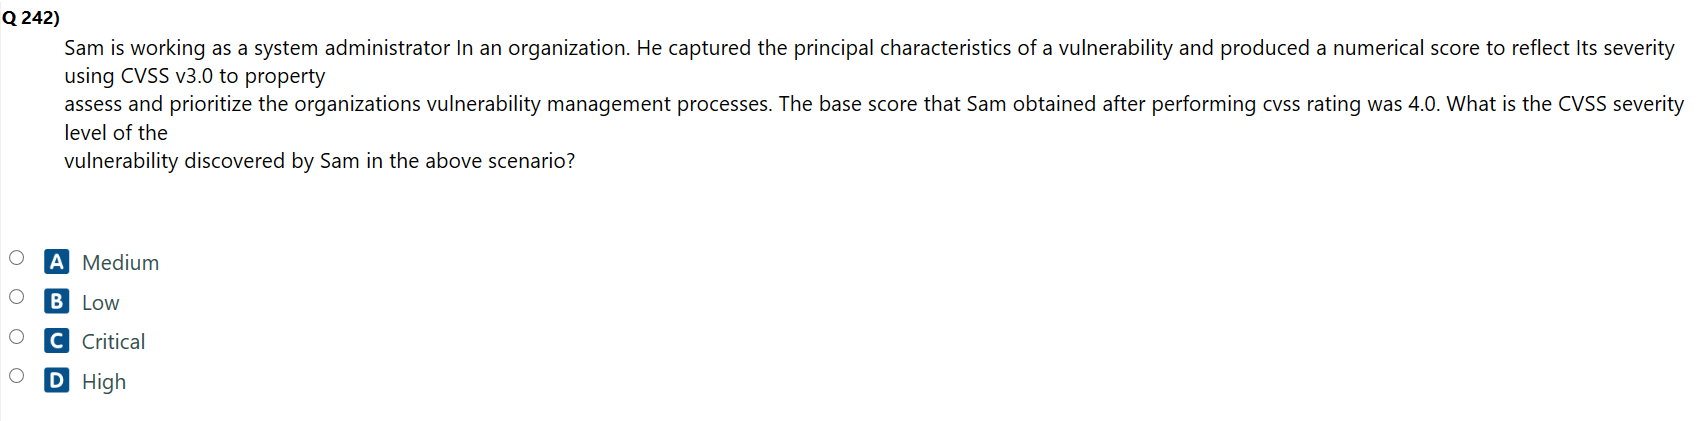 Q 242)
Sam is working as a system administrator In an organization. He captured the principal characteristics of a vulnerability and produced a numerical score to reflect Its severity
using CVSS v3.0 to property
assess and prioritize the organizations vulnerability management processes. The base score that Sam obtained after performing cvss rating was 4.0. What is the CVSS severity
level of the
vulnerability discovered by Sam in the above scenario?
A Medium
B Low
C Critical
D High